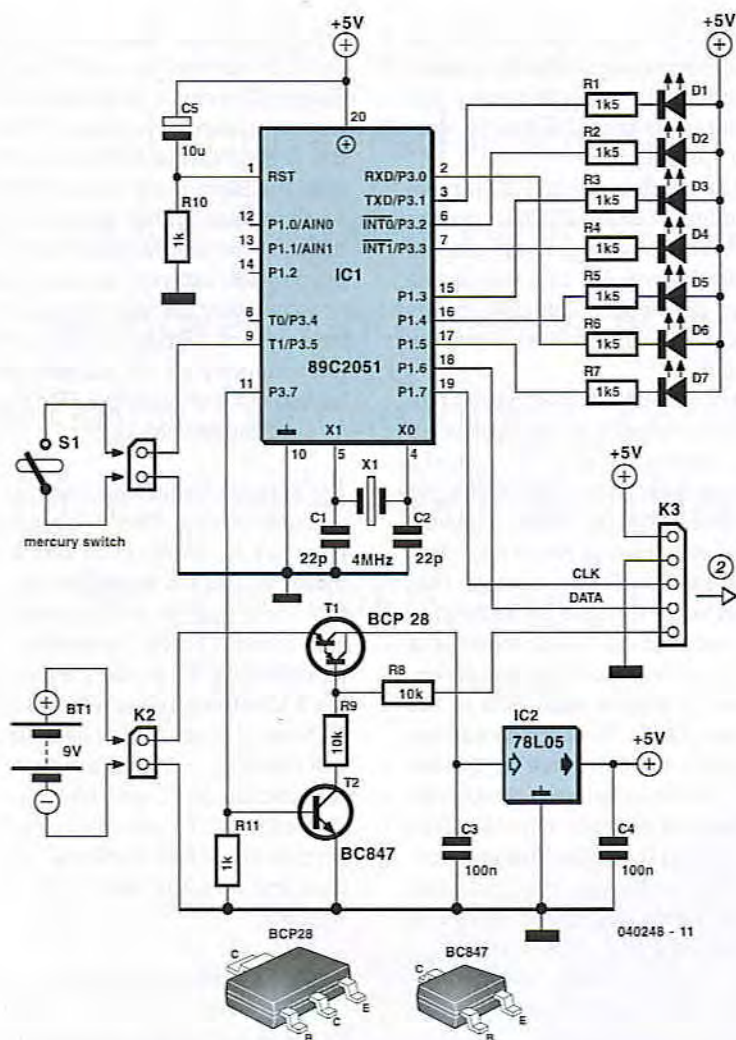 +5V
+5V
C5
10u
20
R1
1k5
D1
R2
1k5
D2
R3
1k5
D3
R4
1k5
D4
R5
1k5
D5
R6
1k5
D6
R7
1k5
D7
1
RST
RXD/P3.0
2
TXD/P3.1
3
R10
1k
12
P1.0/AIN0
INT0/P3.2
6
13
P1.1/AIN1
INT1/P3.3
7
14
P1.2
IC1
P1.3
15
8
T0/P3.4
P1.4
16
9
T1/P3.5
P1.5
17
89C2051
P1.6
18
11
P3.7
P1.7
19
X1
X0
10
5
4
S1
mercury switch
X1
C1
22p
4MHz
C2
22p
+5V
K3
CLK
DATA
2
T1
BCP 28
R8
10k
BT1
9V
K2
R9
10k
IC2
78L05
+5V
T2
BC847
R11
1k
C3
100n
C4
100n
040248 - 11
BCP28
C
B
C
E
BC847
C
B
E